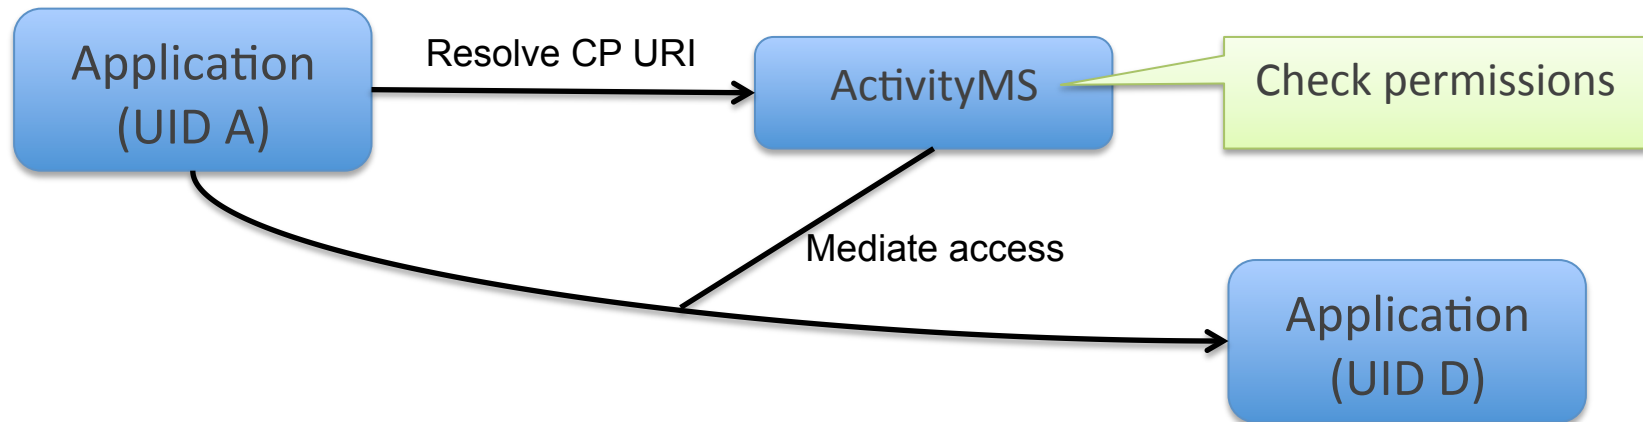 Application
(UID A)
Resolve CP URI
ActivityMS
Check permissions
Mediate access
Application
(UID D)